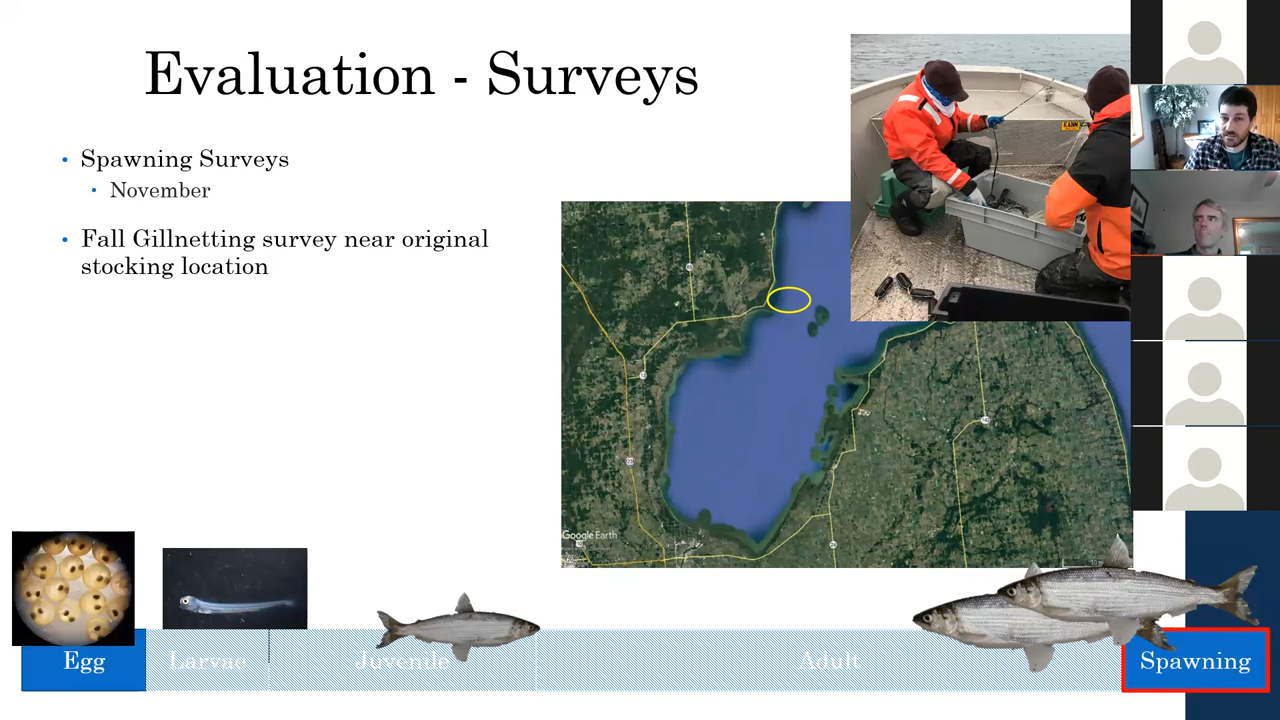 Evaluation - Surveys
• Spawning Surveys
• November
• Fall Gillnetting survey near original
stocking location
KANN
Google Earth
Egg
Larvae
Juvenile
Adult
Spawning